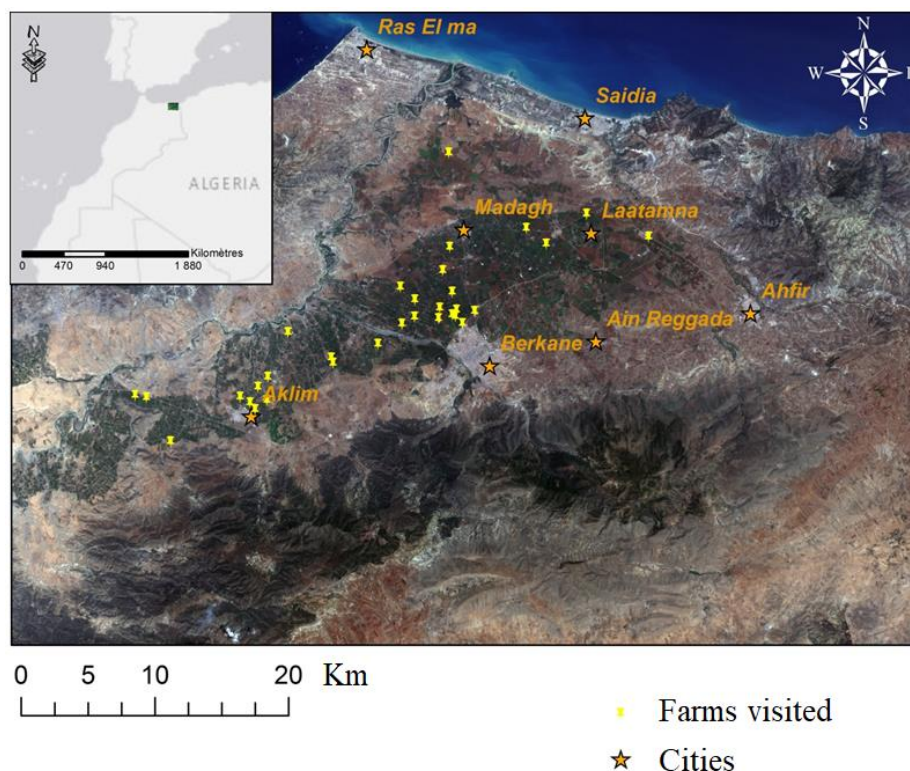 N
ALGERIA
Kilomètres
0 470 940 1 880
Ras El ma
Saidia
N
W E
S
Madagh
Laatamna
Ahfir
Ain Reggada
Berkane
Aklim
0 5 10 20 Km
Farms visited
Cities